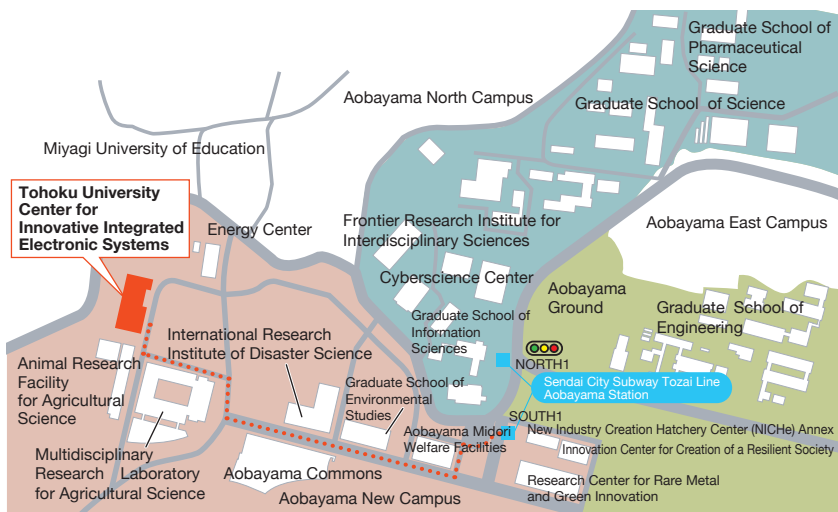 Graduate School of
Pharmaceutical
Science
Aobayama North Campus
Graduate School of Science
Miyagi University of Education
Tohoku University
Center for
Innovative Integrated
Electronic Systems
Energy Center
Frontier Research Institute for
Interdisciplinary Sciences
Aobayama East Campus
Cyberscience Center
Aobayama
Ground
Graduate School of
Engineering
Graduate School of
Information
Sciences
International Research
Institute of Disaster Science
NORTH1
Animal Research
Facility
for Agricultural
Science
Graduate School of
Environmental
Studies
Sendai City Subway Tozai Line
Aobayama Station
SOUTH1
Aobayama Midori
Welfare Facilities
New Industry Creation Hatchery Center (NICHe) Annex
Innovation Center for Creation of a Resilient Society
Multidisciplinary
Research Laboratory
for Agricultural Science
Aobayama Commons
Research Center for Rare Metal
and Green Innovation
Aobayama New Campus